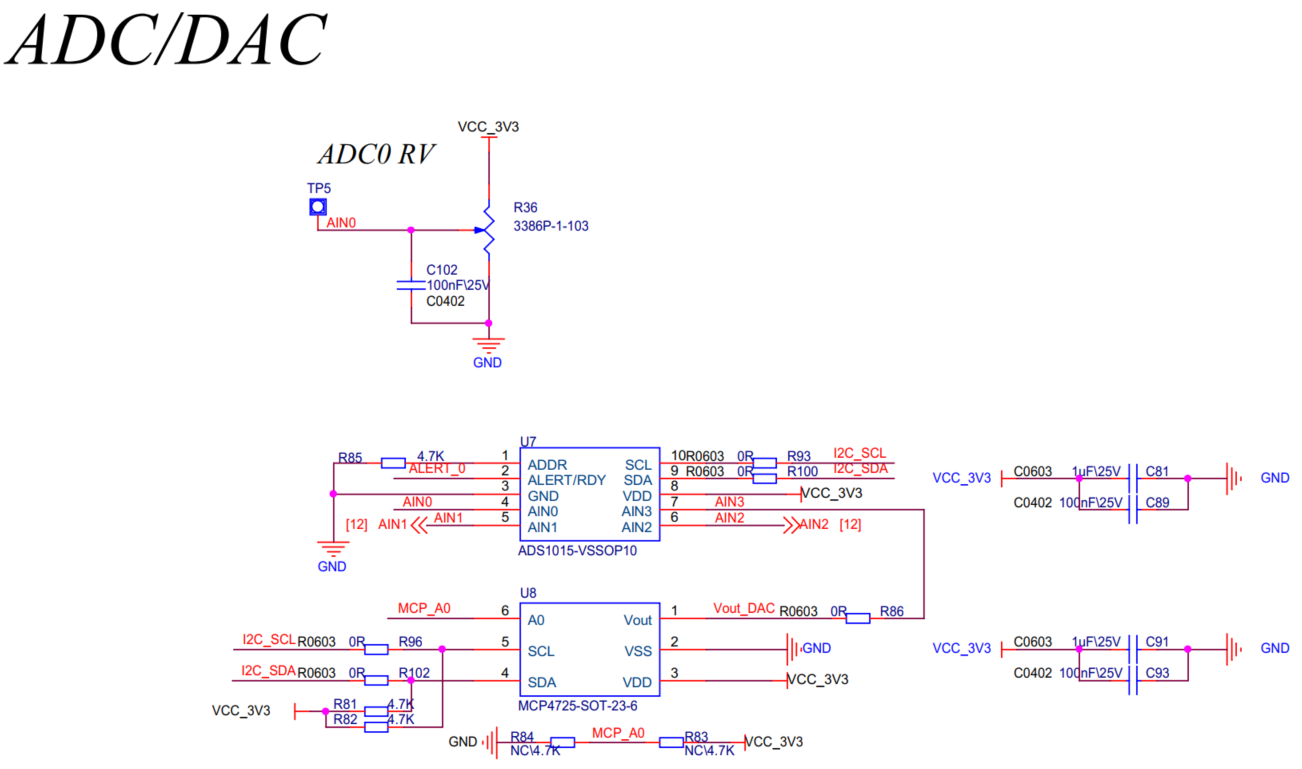 ADC/DAC
VCC_3V3
ADC0 RV
TP5
AIN0
R36
3386P-1-103
C102
100nF\25V
C0402
GND
U7
R85 4.7K 1 ADDR SCL 10 R0603 0R R93 I2C_SCL
ALERT_0 2 ALERT/RDY SDA 9 R0603 0R R100 I2C_SDA
3 GND VDD 8 VCC_3V3
AIN0 4 AIN0 AIN3 7 AIN3
[12] AIN1 AIN1 5 AIN1 AIN2 6 AIN2 AIN2 [12]
ADS1015-VSSOP10
GND
VCC_3V3 C0603 1uF\25V C81 GND
C0402 100nF\25V C89
U8
MCP_A0 6 A0 Vout 1 Vout_DAC R0603 0R R86
I2C_SCL R0603 0R R96 5 SCL VSS 2 GND
I2C_SDA R0603 0R R102 4 SDA VDD 3 VCC_3V3
MCP4725-SOT-23-6
VCC_3V3 R81 4.7K
R82 4.7K
GND R84 MCP_A0 R83 VCC_3V3
NC\4.7K NC\4.7K
VCC_3V3 C0603 1uF\25V C91 GND
C0402 100nF\25V C93